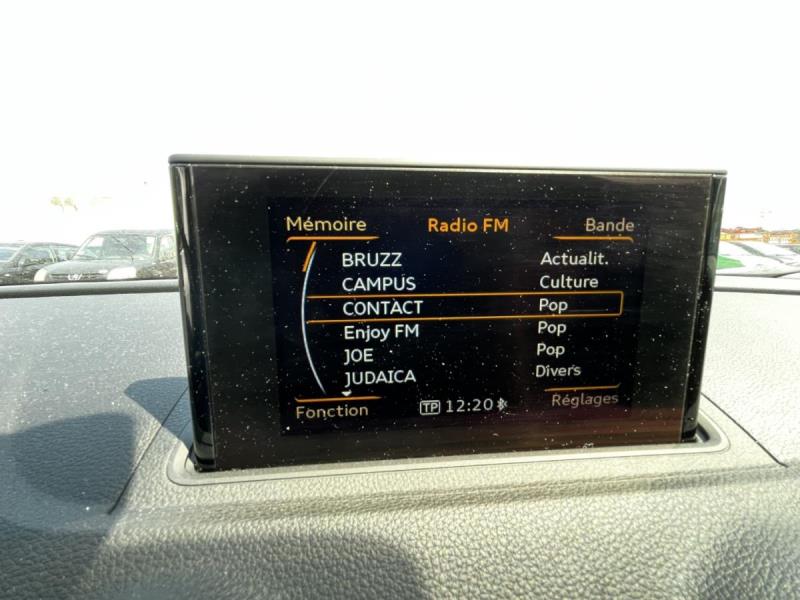 Mémoire Radio FM Bande
BRUZZ Actualit.
CAMPUS Culture
CONTACT Pop
Enjoy FM Pop
JOE Pop
JUDAICA Divers
Fonction TP 12:20 Réglages